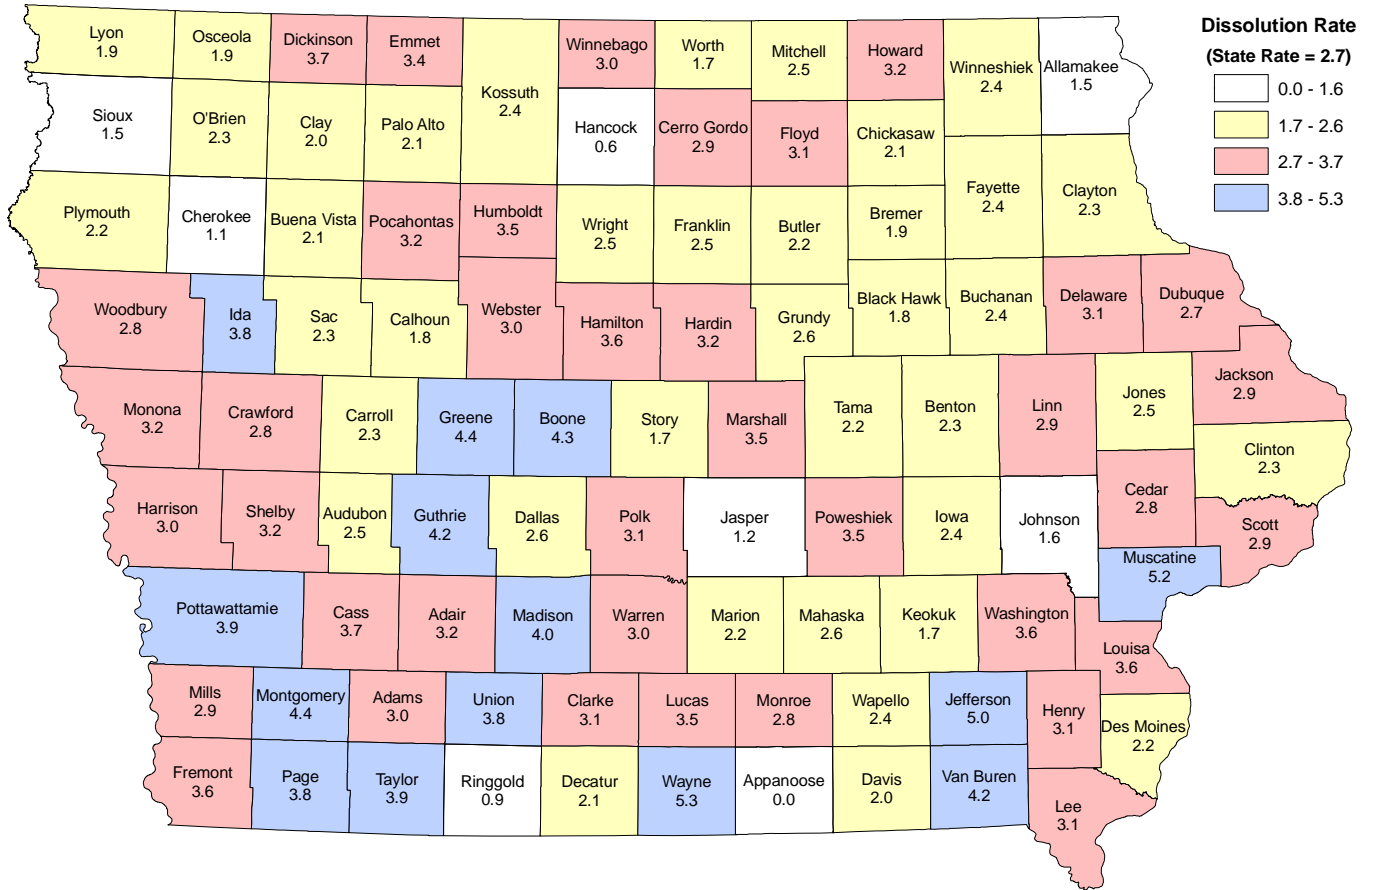 Dissolution Rate
(State Rate = 2.7)
0.0 - 1.6
1.7 - 2.6
2.7 - 3.7
3.8 - 5.3
Lyon
1.9
Osceola
1.9
Dickinson
3.7
Emmet
3.4
Kossuth
2.4
Winnebago
3.0
Worth
1.7
Mitchell
2.5
Howard
3.2
Winneshiek
2.4
Allamakee
1.5
Sioux
1.5
O'Brien
2.3
Clay
2.0
Palo Alto
2.1
Hancock
0.6
Cerro Gordo
2.9
Floyd
3.1
Chickasaw
2.1
Fayette
2.4
Clayton
2.3
Plymouth
2.2
Cherokee
1.1
Buena Vista
2.1
Pocahontas
3.2
Humboldt
3.5
Wright
2.5
Franklin
2.5
Butler
2.2
Bremer
1.9
Woodbury
2.8
Ida
3.8
Sac
2.3
Calhoun
1.8
Webster
3.0
Hamilton
3.6
Hardin
3.2
Grundy
2.6
Black Hawk
1.8
Buchanan
2.4
Delaware
3.1
Dubuque
2.7
Monona
3.2
Crawford
2.8
Carroll
2.3
Greene
4.4
Boone
4.3
Story
1.7
Marshall
3.5
Tama
2.2
Benton
2.3
Linn
2.9
Jones
2.5
Jackson
2.9
Clinton
2.3
Harrison
3.0
Shelby
3.2
Audubon
2.5
Guthrie
4.2
Dallas
2.6
Polk
3.1
Jasper
1.2
Poweshiek
3.5
Iowa
2.4
Johnson
1.6
Cedar
2.8
Scott
2.9
Muscatine
5.2
Pottawattamie
3.9
Cass
3.7
Adair
3.2
Madison
4.0
Warren
3.0
Marion
2.2
Mahaska
2.6
Keokuk
1.7
Washington
3.6
Louisa
3.6
Mills
2.9
Montgomery
4.4
Adams
3.0
Union
3.8
Clarke
3.1
Lucas
3.5
Monroe
2.8
Wapello
2.4
Jefferson
5.0
Henry
3.1
Des Moines
2.2
Fremont
3.6
Page
3.8
Taylor
3.9
Ringgold
0.9
Decatur
2.1
Wayne
5.3
Appanoose
0.0
Davis
2.0
Van Buren
4.2
Lee
3.1